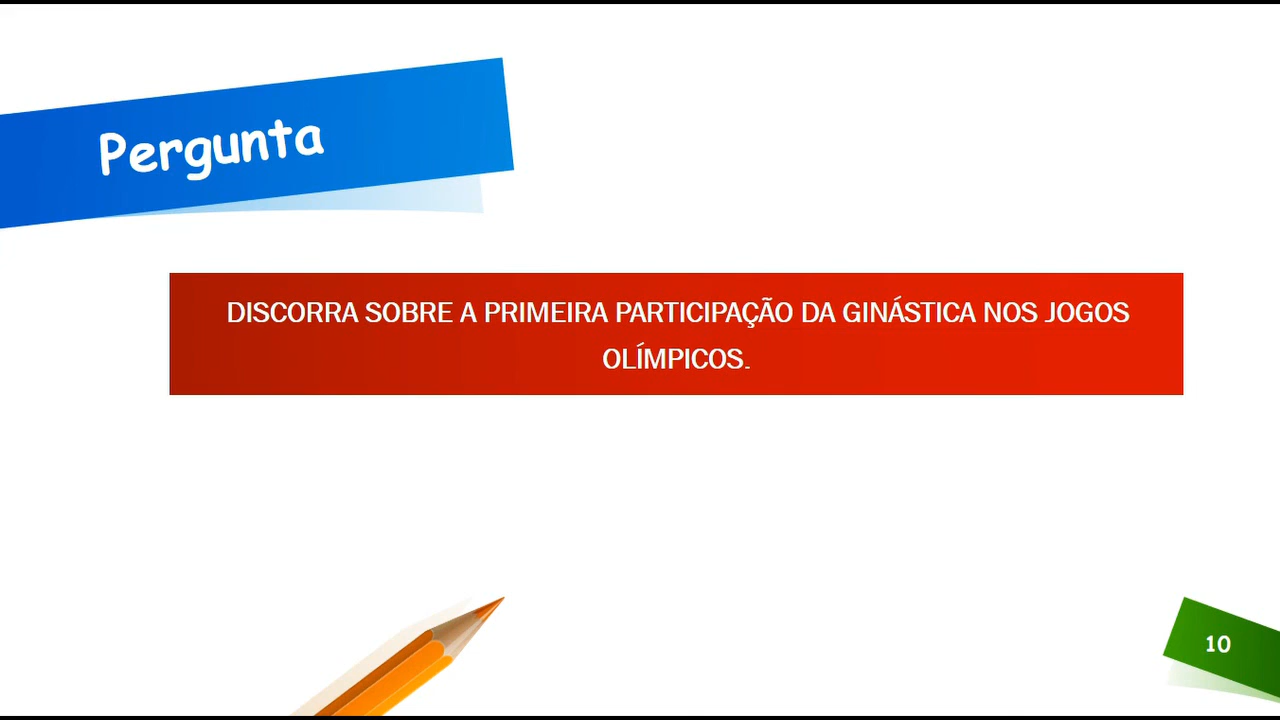 Pergunta
DISCORRA SOBRE A PRIMEIRA PARTICIPAÇÃO DA GINÁSTICA NOS JOGOS
OLÍMPICOS.
10